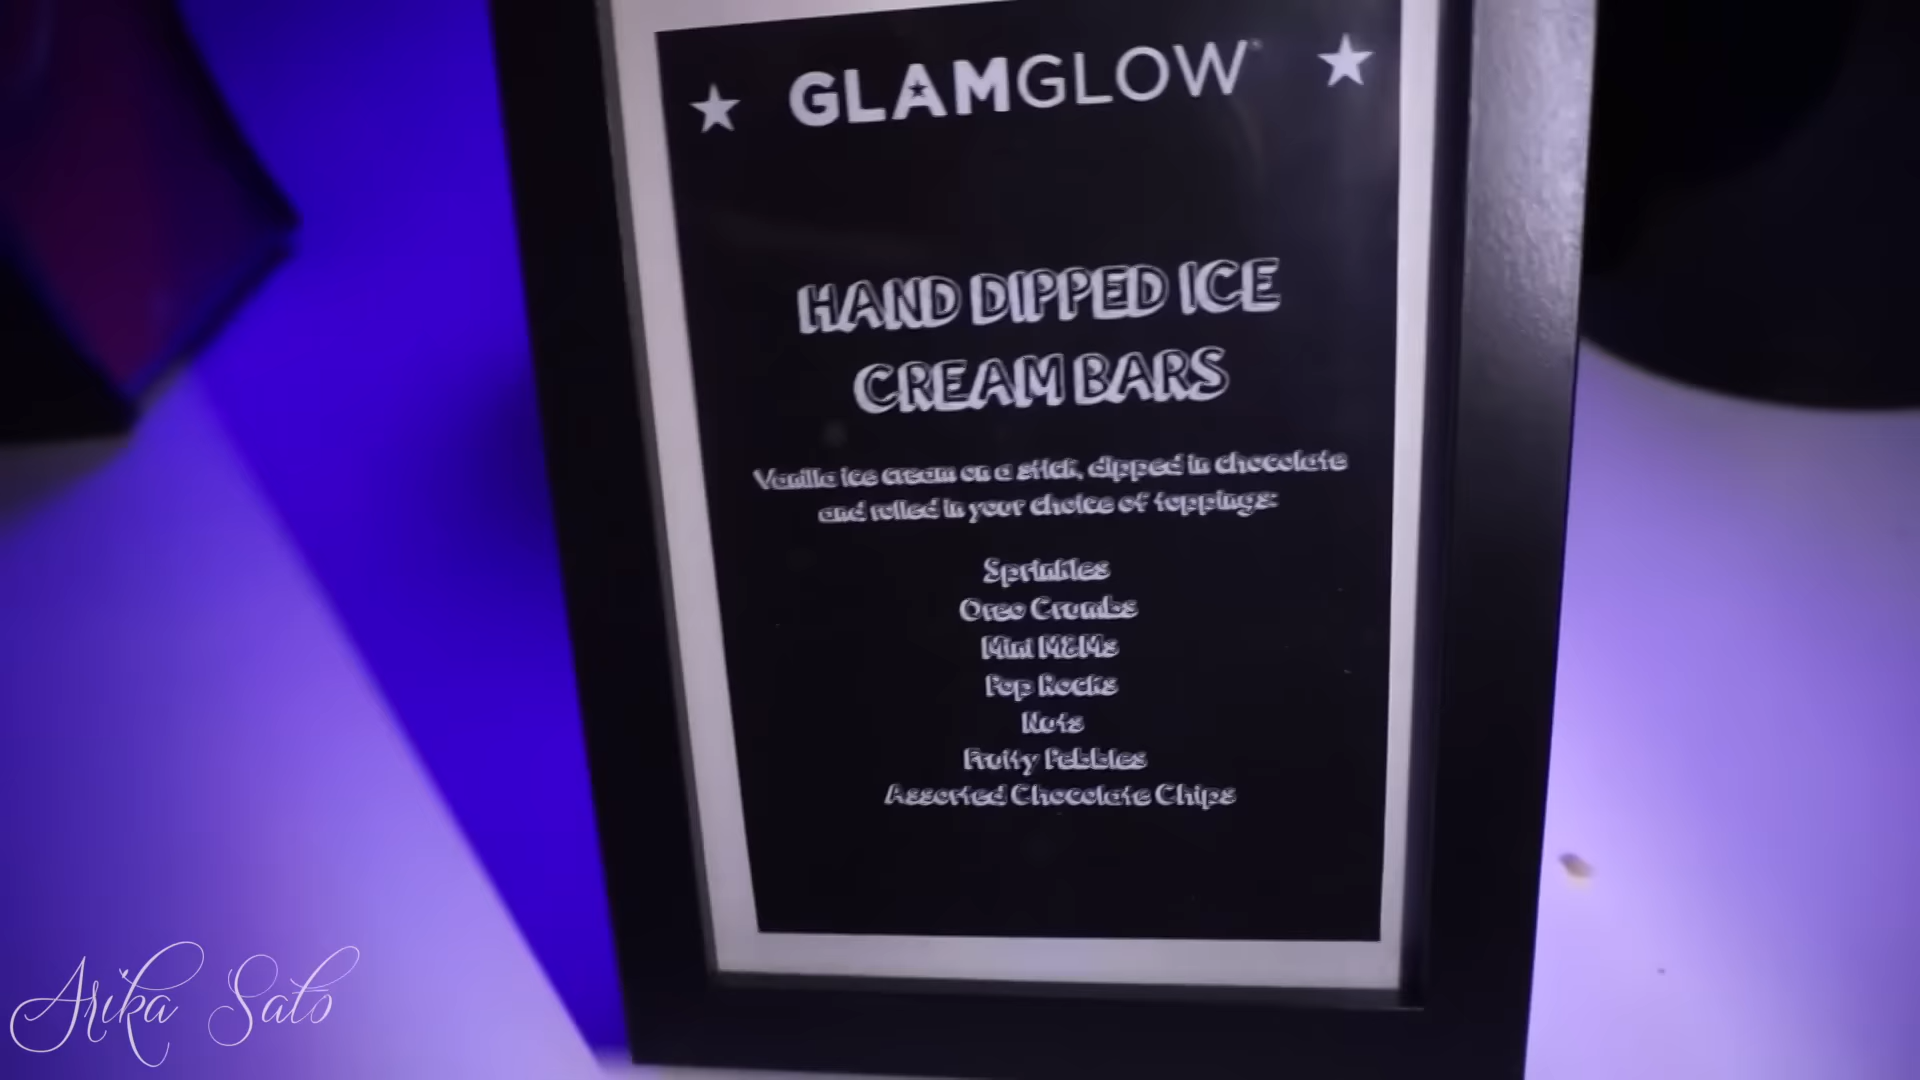 GLAMGLOW
HAND DIPPED ICE
CREAM BARS
Vanilla ice cream on a stick, dipped in chocolate
and rolled in your choice of toppings:
Sprinkles
Oreo Crumbs
Mini M&Ms
Pop Rocks
Nuts
Fruity Pebbles
Assorted Chocolate Chips
Arika Sato